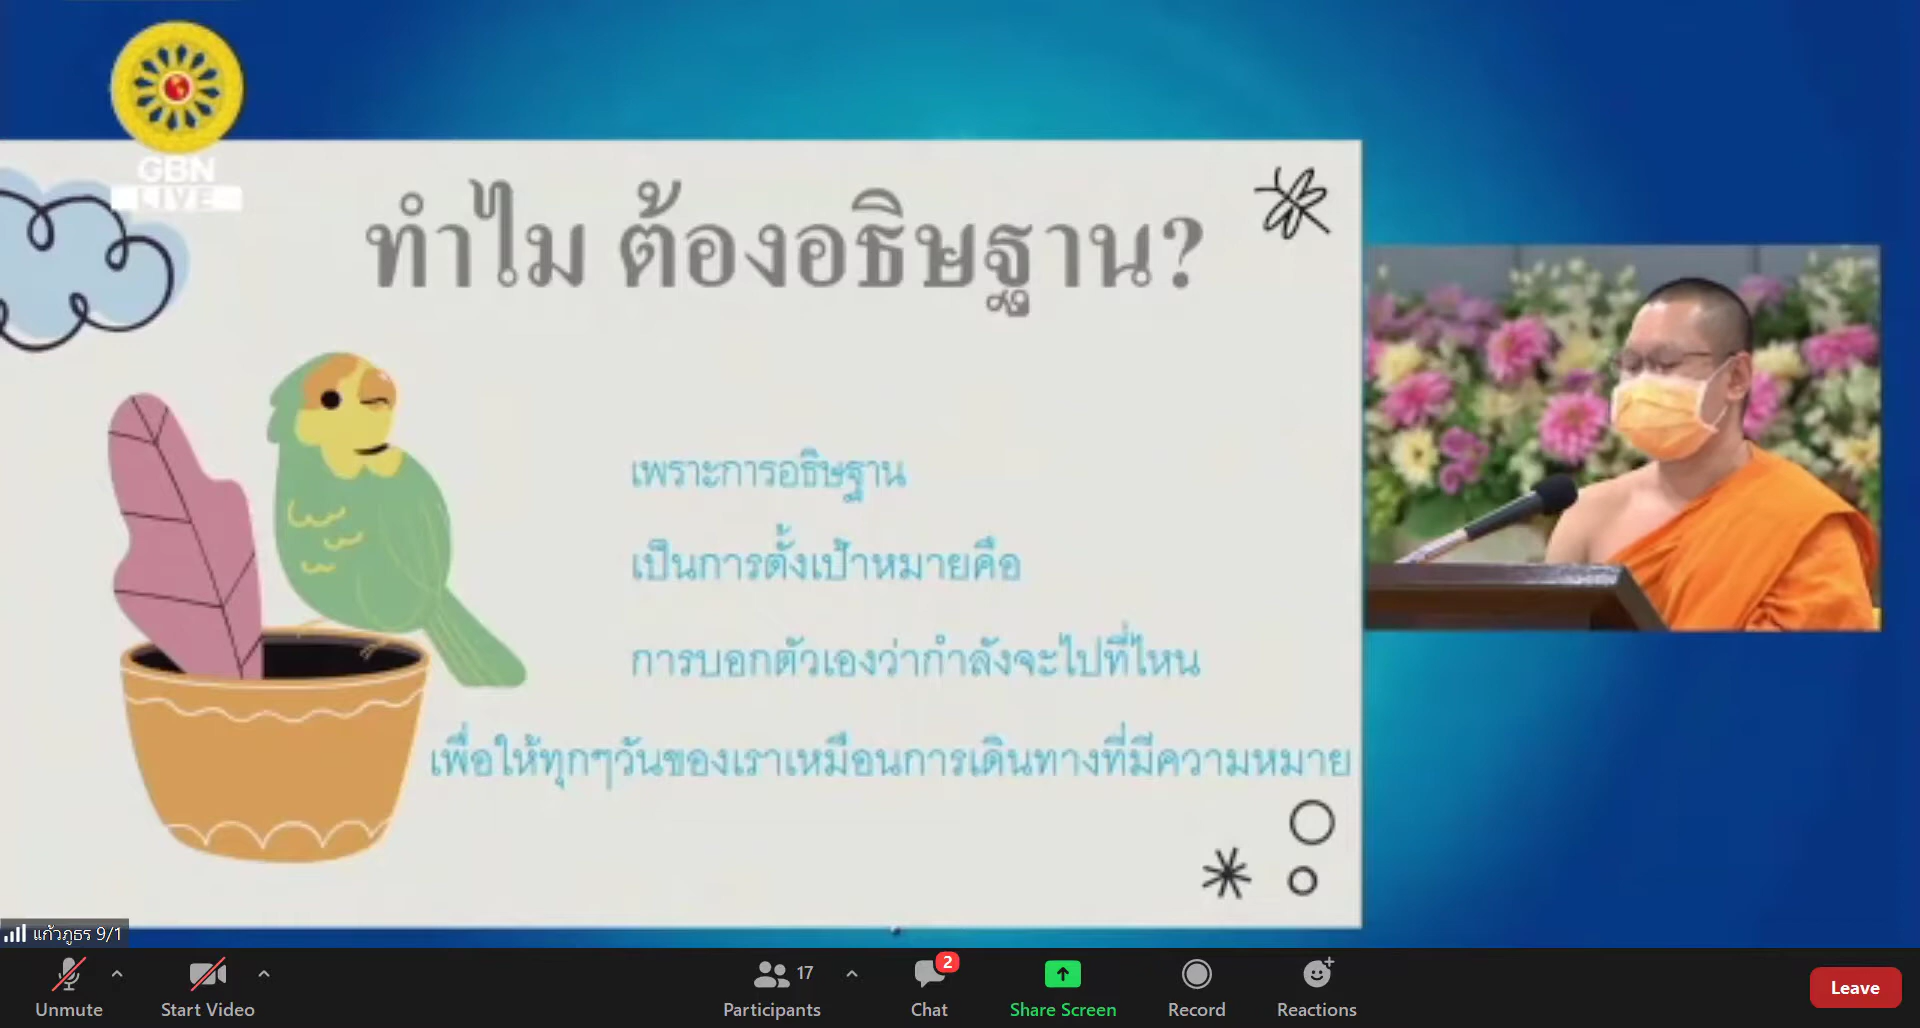 GBN
LIVE
ทำไม ต้องอธิษฐาน?
เพราะการอธิษฐาน
เป็นการตั้งเป้าหมายคือ
การบอกตัวเองว่ากำลังจะไปที่ไหน
เพื่อให้ทุกๆวันของเราเหมือนการเดินทางที่มีความหมาย
แก้วภูธร 9/1
Unmute
Start Video
17
Participants
2
Chat
Share Screen
Record
Reactions
Leave